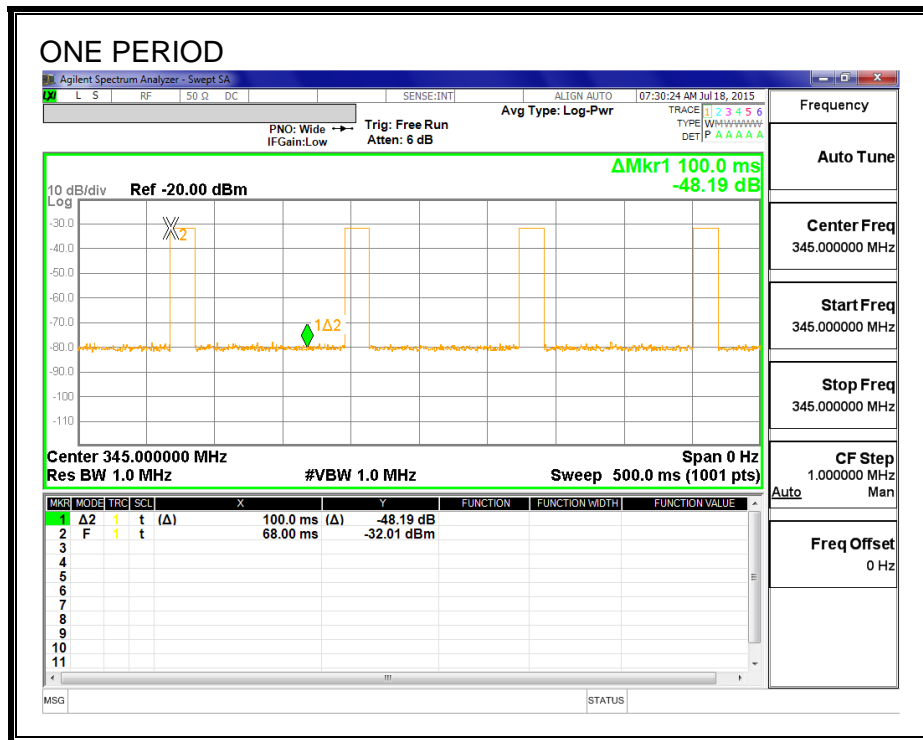 ONE PERIOD
Agilent Spectrum Analyzer - Swept SA
LXI L S RF 50 Ω DC SENSE:INT ALIGN AUTO 07:30:24 AM Jul 18, 2015
Avg Type: Log-Pwr TRACE 1 2 3 4 5 6
PNO: Wide Trig: Free Run TYPE WMWWWW
IFGain:Low Atten: 6 dB DET P A A A A A
ΔMkr1 100.0 ms
-48.19 dB
10 dB/div Ref -20.00 dBm
Log
-30.0
2
-40.0
-50.0
-60.0
-70.0
1Δ2
-80.0
-90.0
-100
-110
Center 345.000000 MHz Span 0 Hz
Res BW 1.0 MHz #VBW 1.0 MHz Sweep 500.0 ms (1001 pts)
MKR MODE TRC SCL X Y FUNCTION FUNCTION WIDTH FUNCTION VALUE
1 Δ2 1 t (Δ) 100.0 ms (Δ) -48.19 dB
2 F 1 t 68.00 ms -32.01 dBm
3
4
5
6
7
8
9
10
11
MSG STATUS
Frequency
Auto Tune
Center Freq
345.000000 MHz
Start Freq
345.000000 MHz
Stop Freq
345.000000 MHz
CF Step
1.000000 MHz
Auto Man
Freq Offset
0 Hz